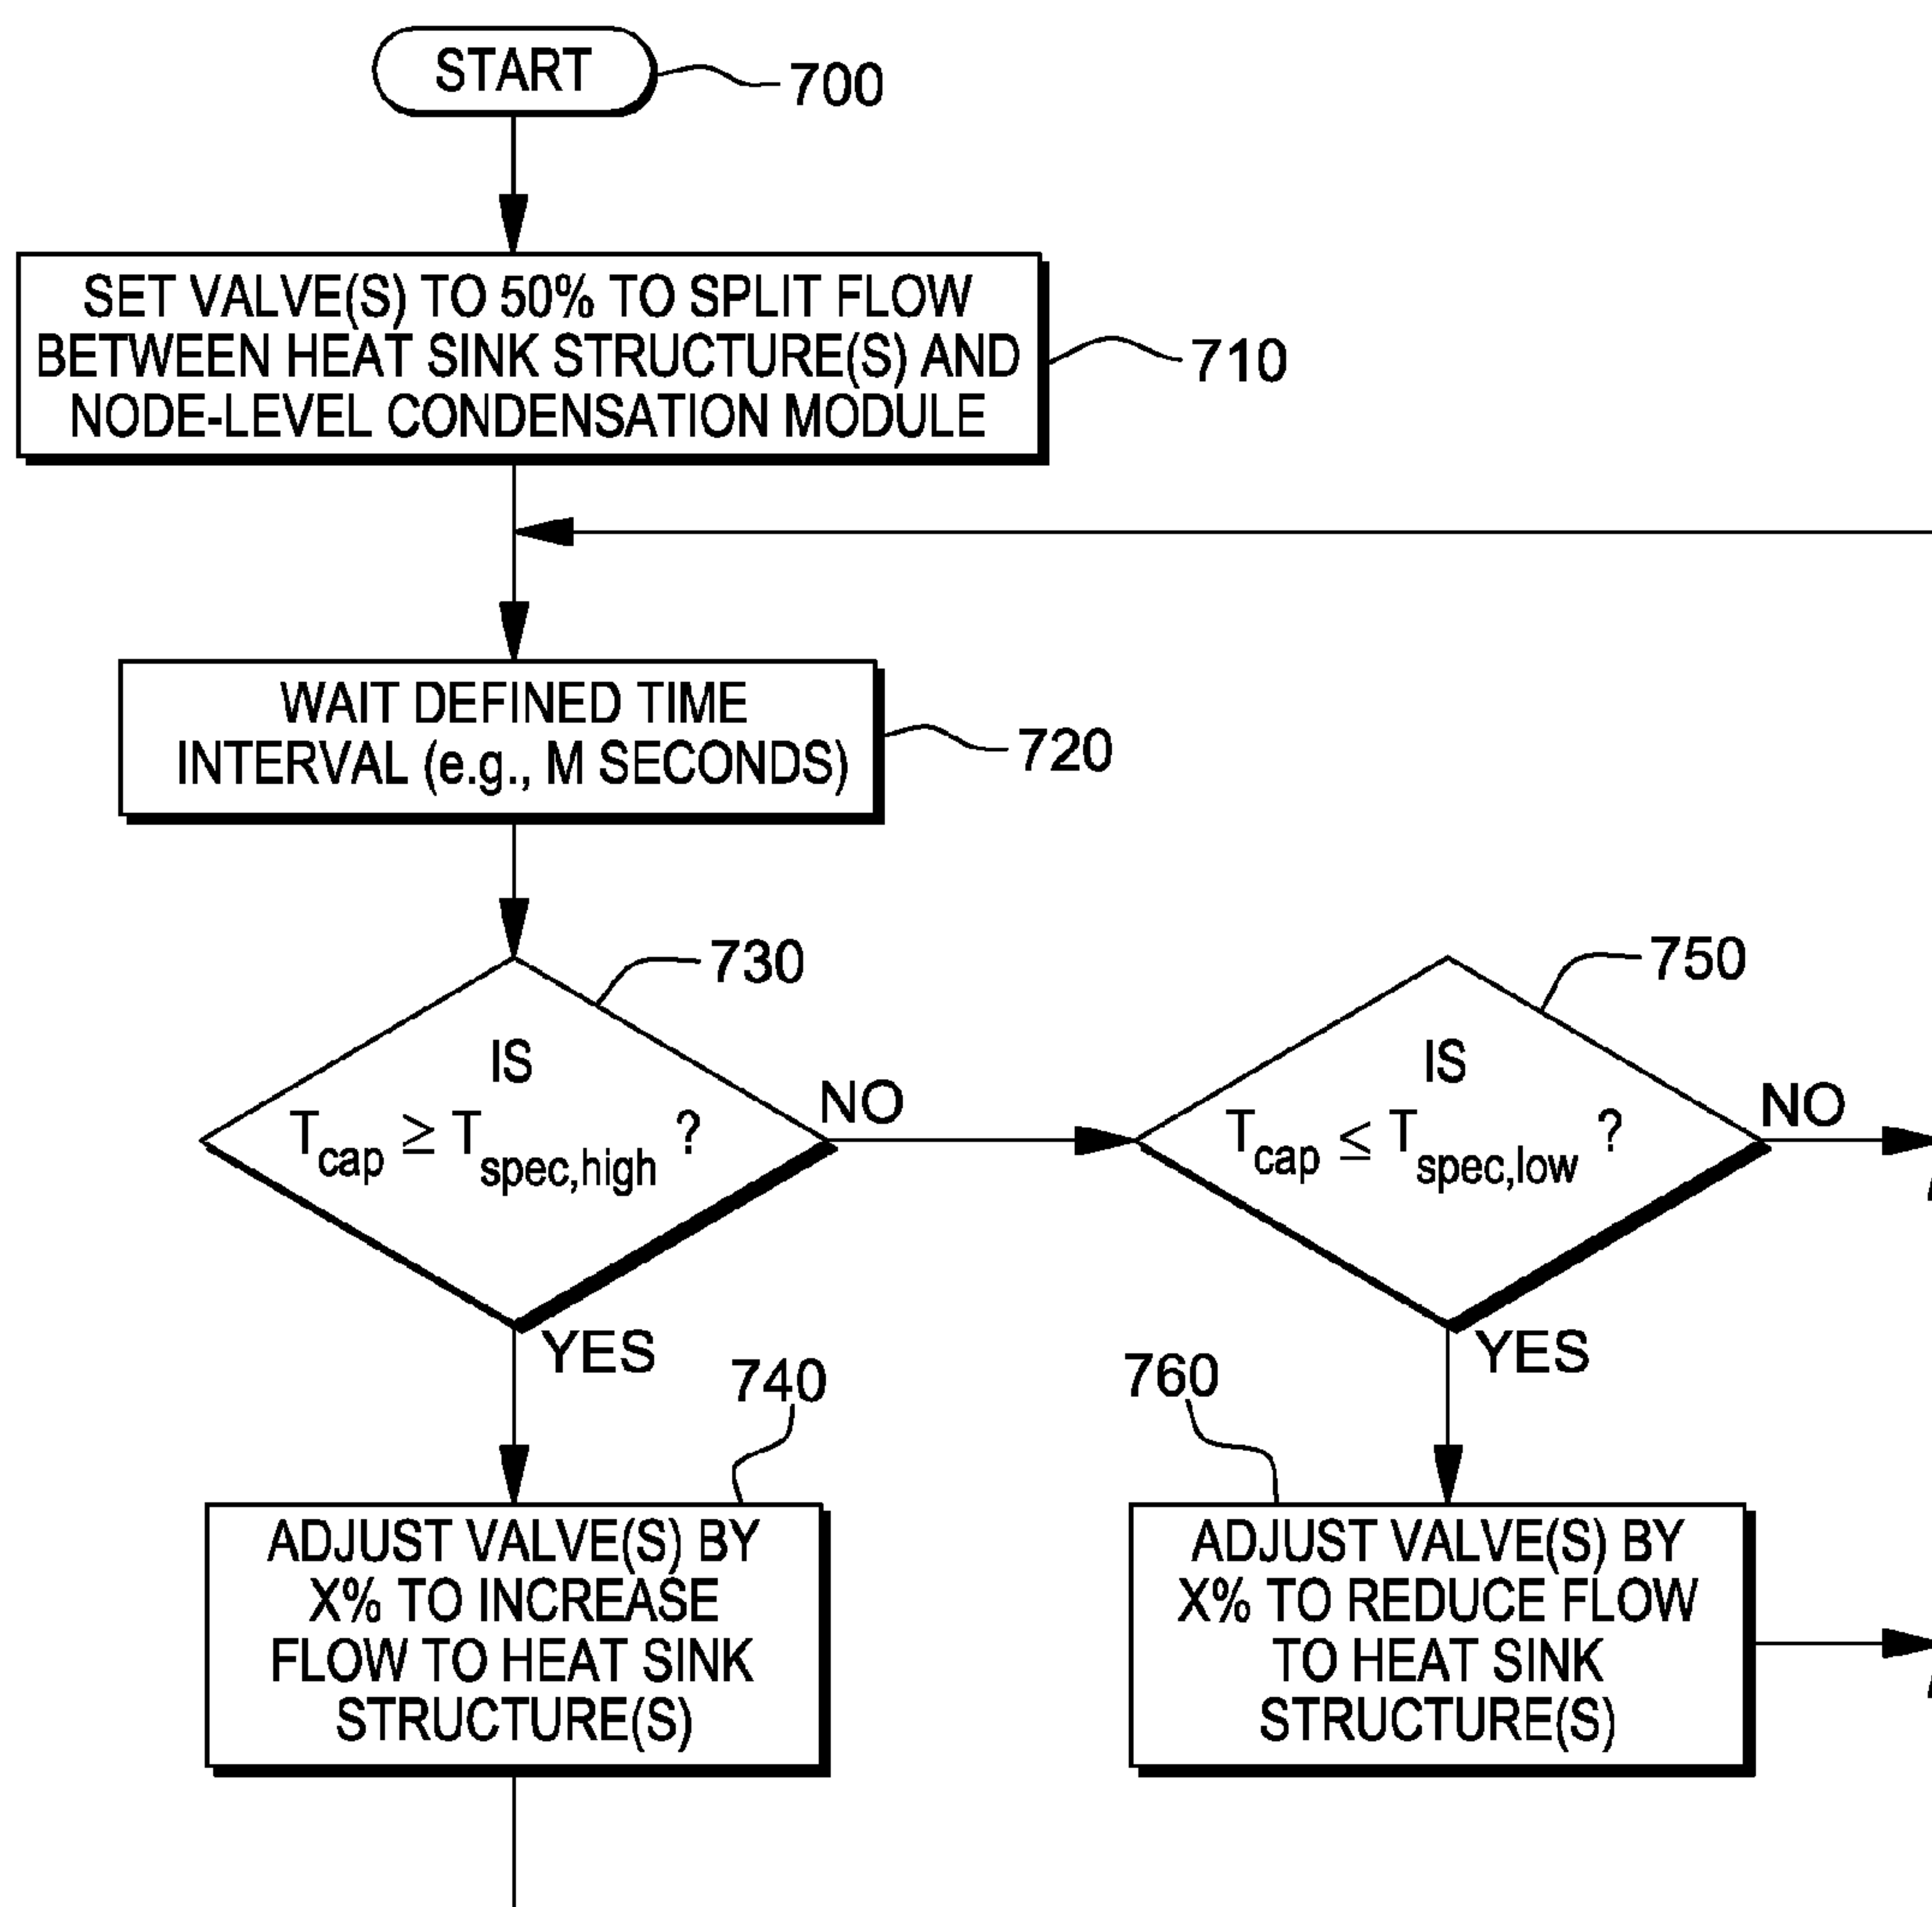 START
700
SET VALVE(S) TO 50% TO SPLIT FLOW
BETWEEN HEAT SINK STRUCTURE(S) AND
NODE-LEVEL CONDENSATION MODULE
710
WAIT DEFINED TIME
INTERVAL (e.g., M SECONDS)
720
730
IS
Tcap ≥ Tspec,high ?
NO
YES
750
IS
Tcap ≤ Tspec,low ?
NO
YES
740
ADJUST VALVE(S) BY
X% TO INCREASE
FLOW TO HEAT SINK
STRUCTURE(S)
760
ADJUST VALVE(S) BY
X% TO REDUCE FLOW
TO HEAT SINK
STRUCTURE(S)